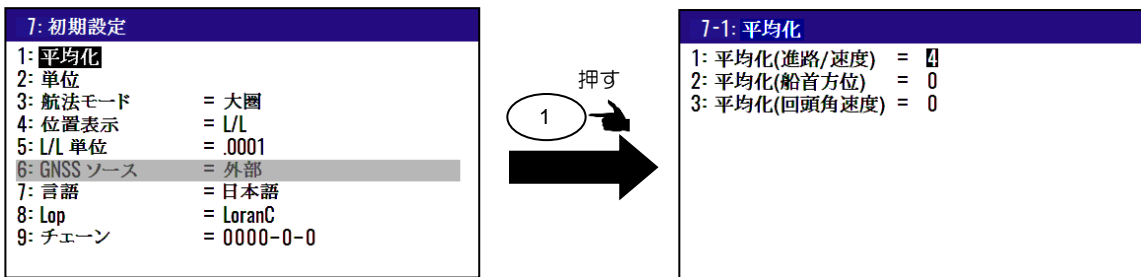 7: 初期設定
1: 平均化
2: 単位
3: 航法モード = 大圏
4: 位置表示 = L/L
5: L/L 単位 = .0001
6: GNSS ソース = 外部
7: 言語 = 日本語
8: Lop = LoranC
9: チェーン = 0000-0-0
押す
1
7-1: 平均化
1: 平均化(進路/速度) = 4
2: 平均化(船首方位) = 0
3: 平均化(回頭角速度) = 0